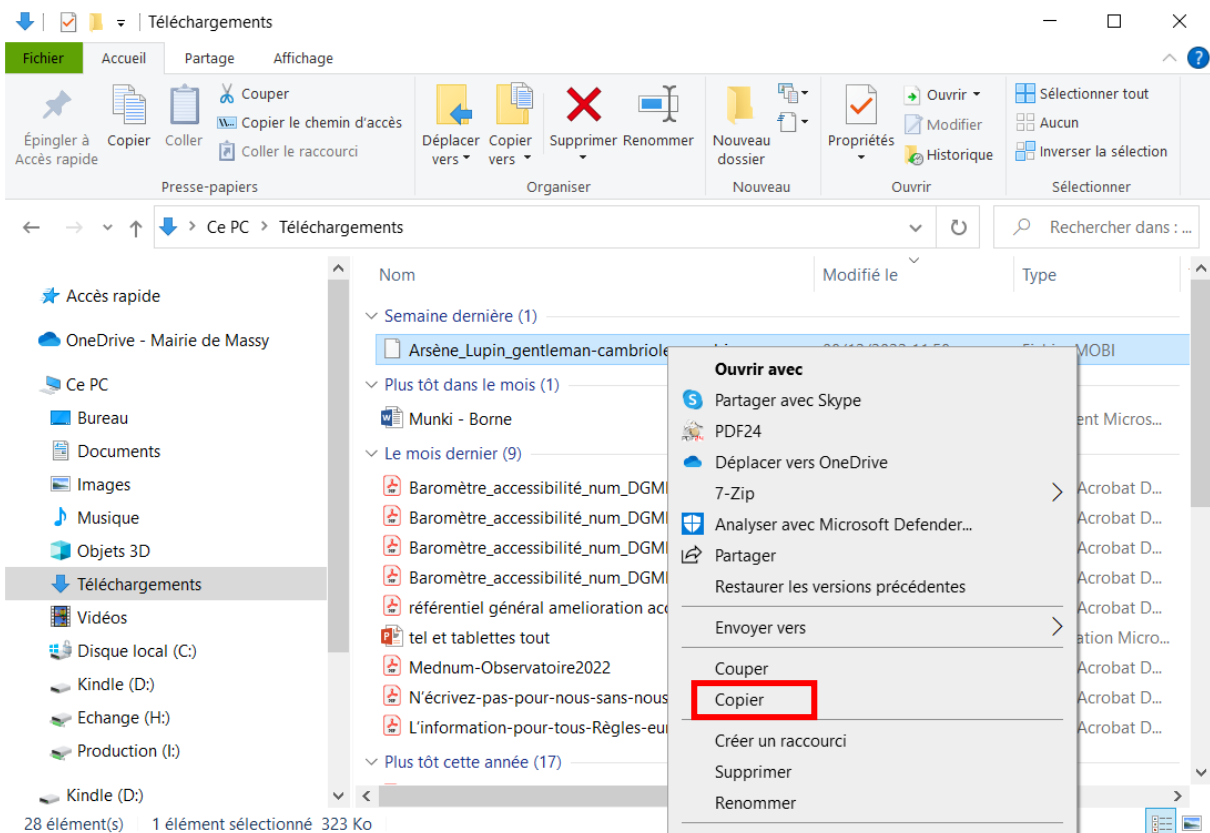 Téléchargements
Fichier Accueil Partage Affichage
Épingler à Accès rapide
Copier
Coller
Couper
Copier le chemin d'accès
Coller le raccourci
Presse-papiers
Déplacer vers
Copier vers
Supprimer
Renommer
Organiser
Nouveau dossier
Nouveau
Propriétés
Ouvrir
Modifier
Historique
Ouvrir
Sélectionner tout
Aucun
Inverser la sélection
Sélectionner
Ce PC > Téléchargements
Rechercher dans : ...
Accès rapide
OneDrive - Mairie de Massy
Ce PC
Bureau
Documents
Images
Musique
Objets 3D
Téléchargements
Vidéos
Disque local (C:)
Kindle (D:)
Echange (H:)
Production (I:)
Kindle (D:)
Nom Modifié le Type
Semaine dernière (1)
Arsène_Lupin_gentleman-cambriole MOBI
Plus tôt dans le mois (1)
Munki - Borne ent Micros...
Le mois dernier (9)
Baromètre_accessibilité_num_DGM Acrobat D...
Baromètre_accessibilité_num_DGM Acrobat D...
Baromètre_accessibilité_num_DGM Acrobat D...
Baromètre_accessibilité_num_DGM Acrobat D...
référentiel général amelioration acc Acrobat D...
tel et tablettes tout ation Micro...
Mednum-Observatoire2022 Acrobat D...
N'écrivez-pas-pour-nous-sans-nous Acrobat D...
L'information-pour-tous-Règles-eu Acrobat D...
Plus tôt cette année (17)
Ouvrir avec
Partager avec Skype
PDF24
Déplacer vers OneDrive
7-Zip
Analyser avec Microsoft Defender...
Partager
Restaurer les versions précédentes
Envoyer vers
Couper
Copier
Créer un raccourci
Supprimer
Renommer
28 élément(s) 1 élément sélectionné 323 Ko